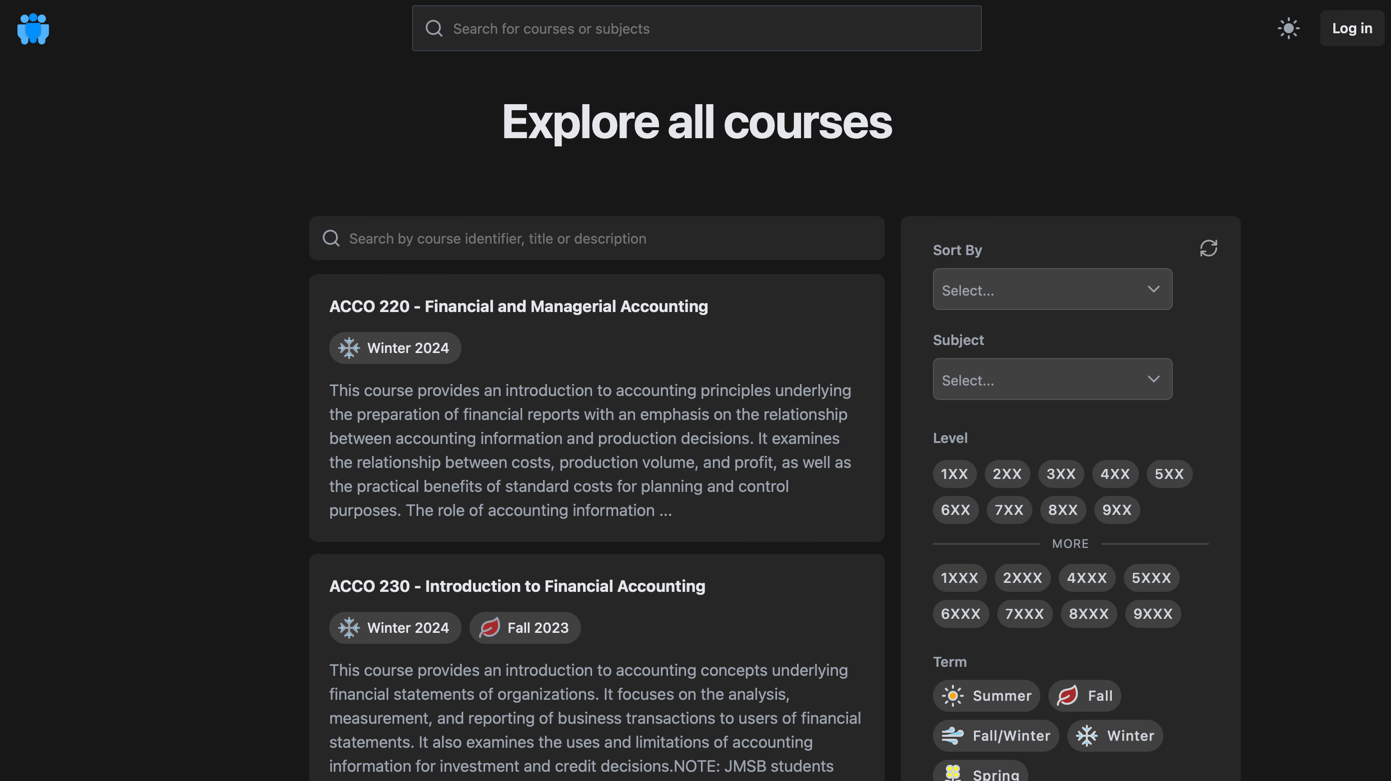 Search for courses or subjects
Log in
Explore all courses
Search by course identifier, title or description
ACCO 220 - Financial and Managerial Accounting
Winter 2024
This course provides an introduction to accounting principles underlying
the preparation of financial reports with an emphasis on the relationship
between accounting information and production decisions. It examines
the relationship between costs, production volume, and profit, as well as
the practical benefits of standard costs for planning and control
purposes. The role of accounting information ...
ACCO 230 - Introduction to Financial Accounting
Winter 2024 Fall 2023
This course provides an introduction to accounting concepts underlying
financial statements of organizations. It focuses on the analysis,
measurement, and reporting of business transactions to users of financial
statements. It also examines the uses and limitations of accounting
information for investment and credit decisions.NOTE: JMSB students
Sort By
Select...
Subject
Select...
Level
1XX 2XX 3XX 4XX 5XX
6XX 7XX 8XX 9XX
MORE
1XXX 2XXX 4XXX 5XXX
6XXX 7XXX 8XXX 9XXX
Term
Summer Fall
Fall/Winter Winter
Spring